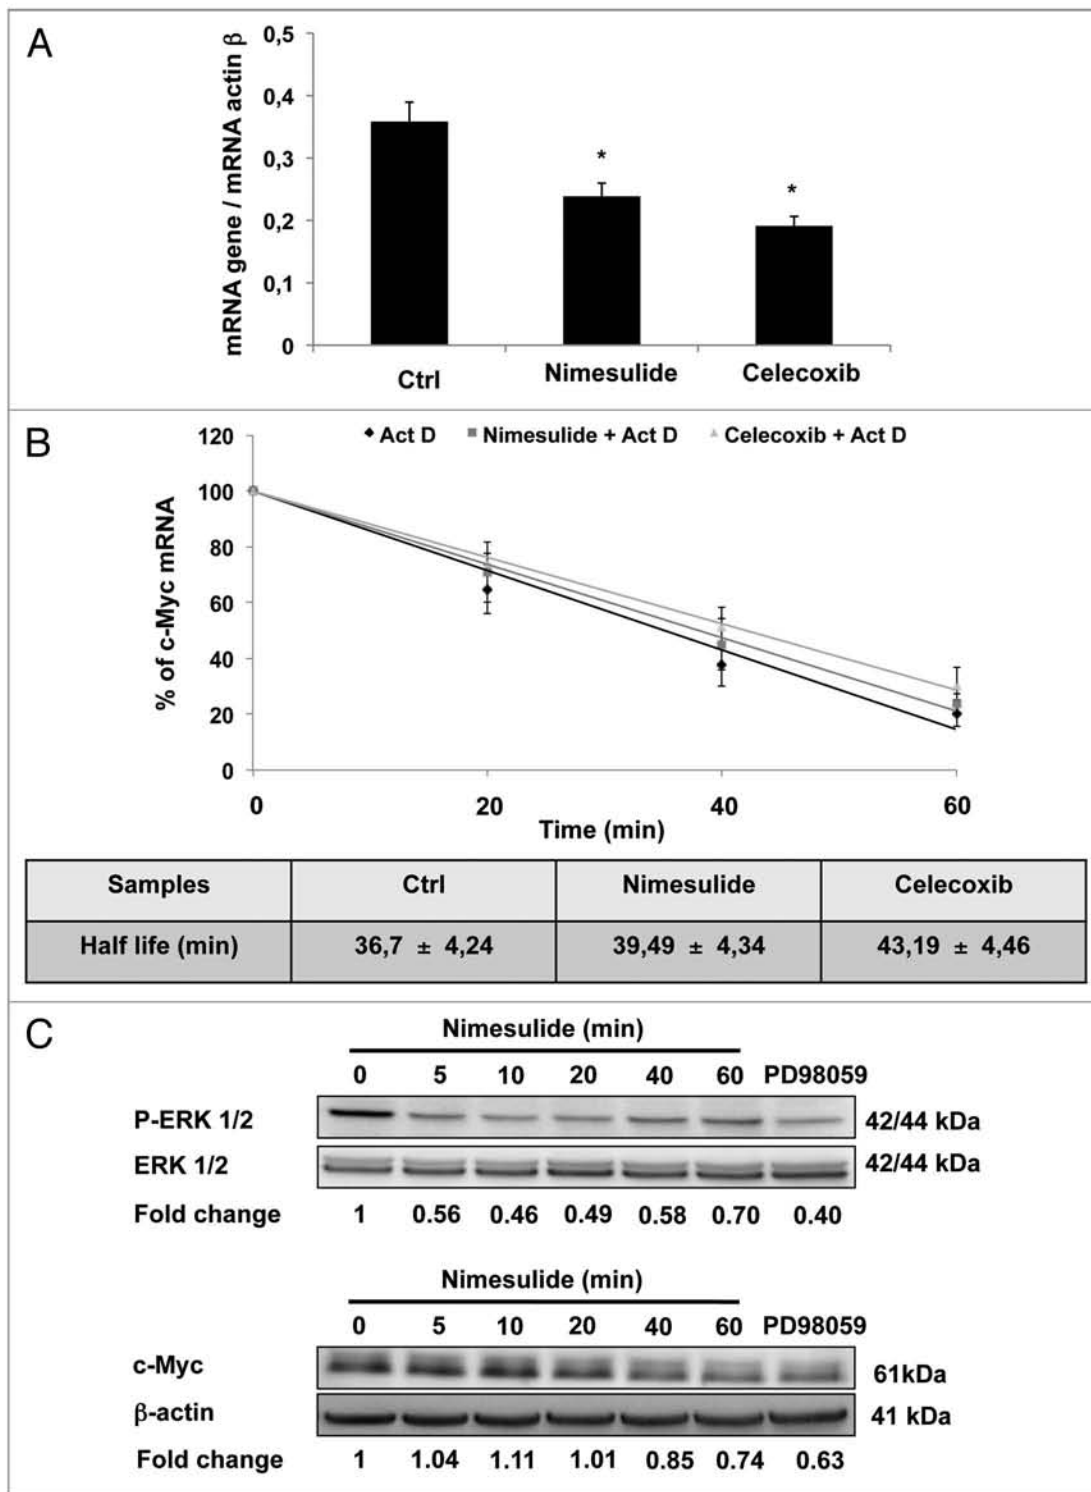 A
mRNA gene / mRNA actin β
0,5
0,4
0,3
0,2
0,1
0
*
*
Ctrl
Nimesulide
Celecoxib
B
Act D
Nimesulide + Act D
Celecoxib + Act D
% of c-Myc mRNA
120
100
80
60
40
20
0
0 20 40 60
Time (min)
Samples Ctrl Nimesulide Celecoxib
Half life (min) 36,7 ± 4,24 39,49 ± 4,34 43,19 ± 4,46
C
Nimesulide (min)
0 5 10 20 40 60 PD98059
P-ERK 1/2 42/44 kDa
ERK 1/2 42/44 kDa
Fold change 1 0.56 0.46 0.49 0.58 0.70 0.40
Nimesulide (min)
0 5 10 20 40 60 PD98059
c-Myc 61kDa
β-actin 41 kDa
Fold change 1 1.04 1.11 1.01 0.85 0.74 0.63